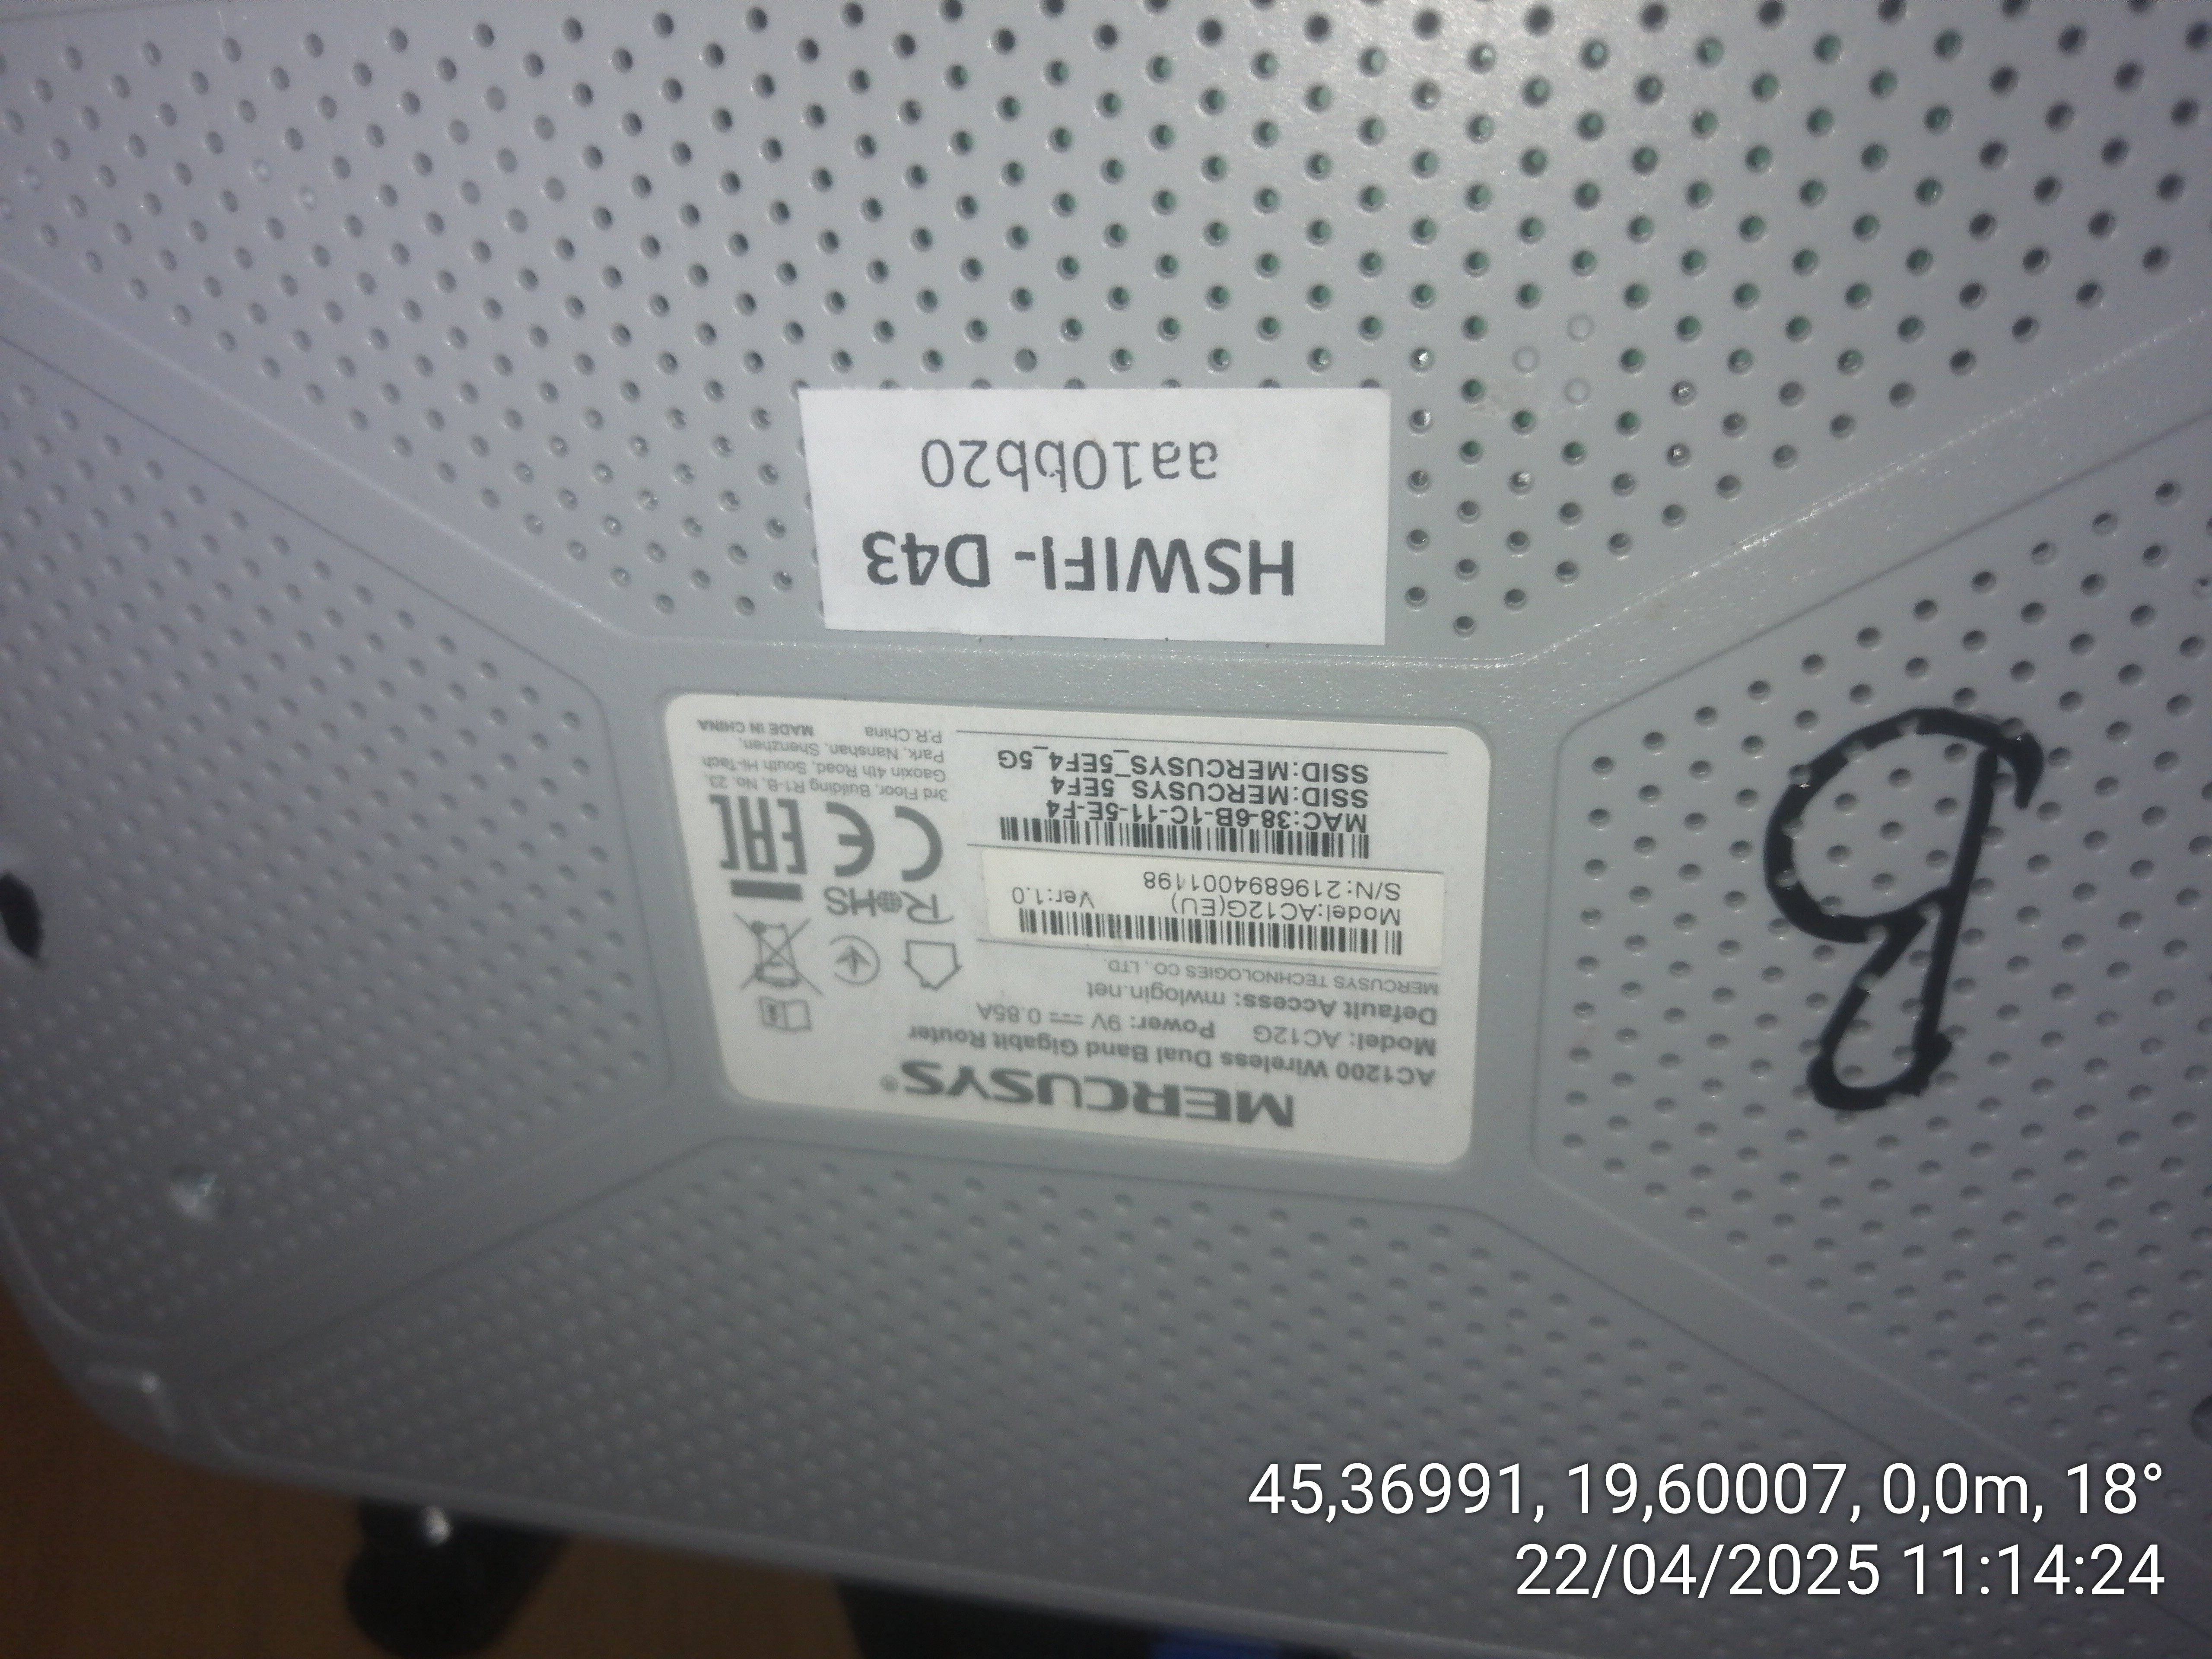 HSWIFI- D43
aa10bb20
MERCUSYS®
AC1200 Wireless Dual Band Gigabit Router
Model: AC12G Power: 9V ⎓ 0.85A
Default Access: mwlogin.net
MERCUSYS TECHNOLOGIES CO., LTD.
Model:AC12G(EU) Ver:1.0
S/N:2196894001198
MAC:38-6B-1C-11-5E-F4
SSID:MERCUSYS_5EF4
SSID:MERCUSYS_5EF4_5G
RoHS
CE EAC
3rd Floor, Building R1-B, No. 23,
Gaoxin 4th Road, South Hi-Tech
Park, Nanshan, Shenzhen,
P.R.China MADE IN CHINA
45,36991, 19,60007, 0,0m, 18°
22/04/2025 11:14:24